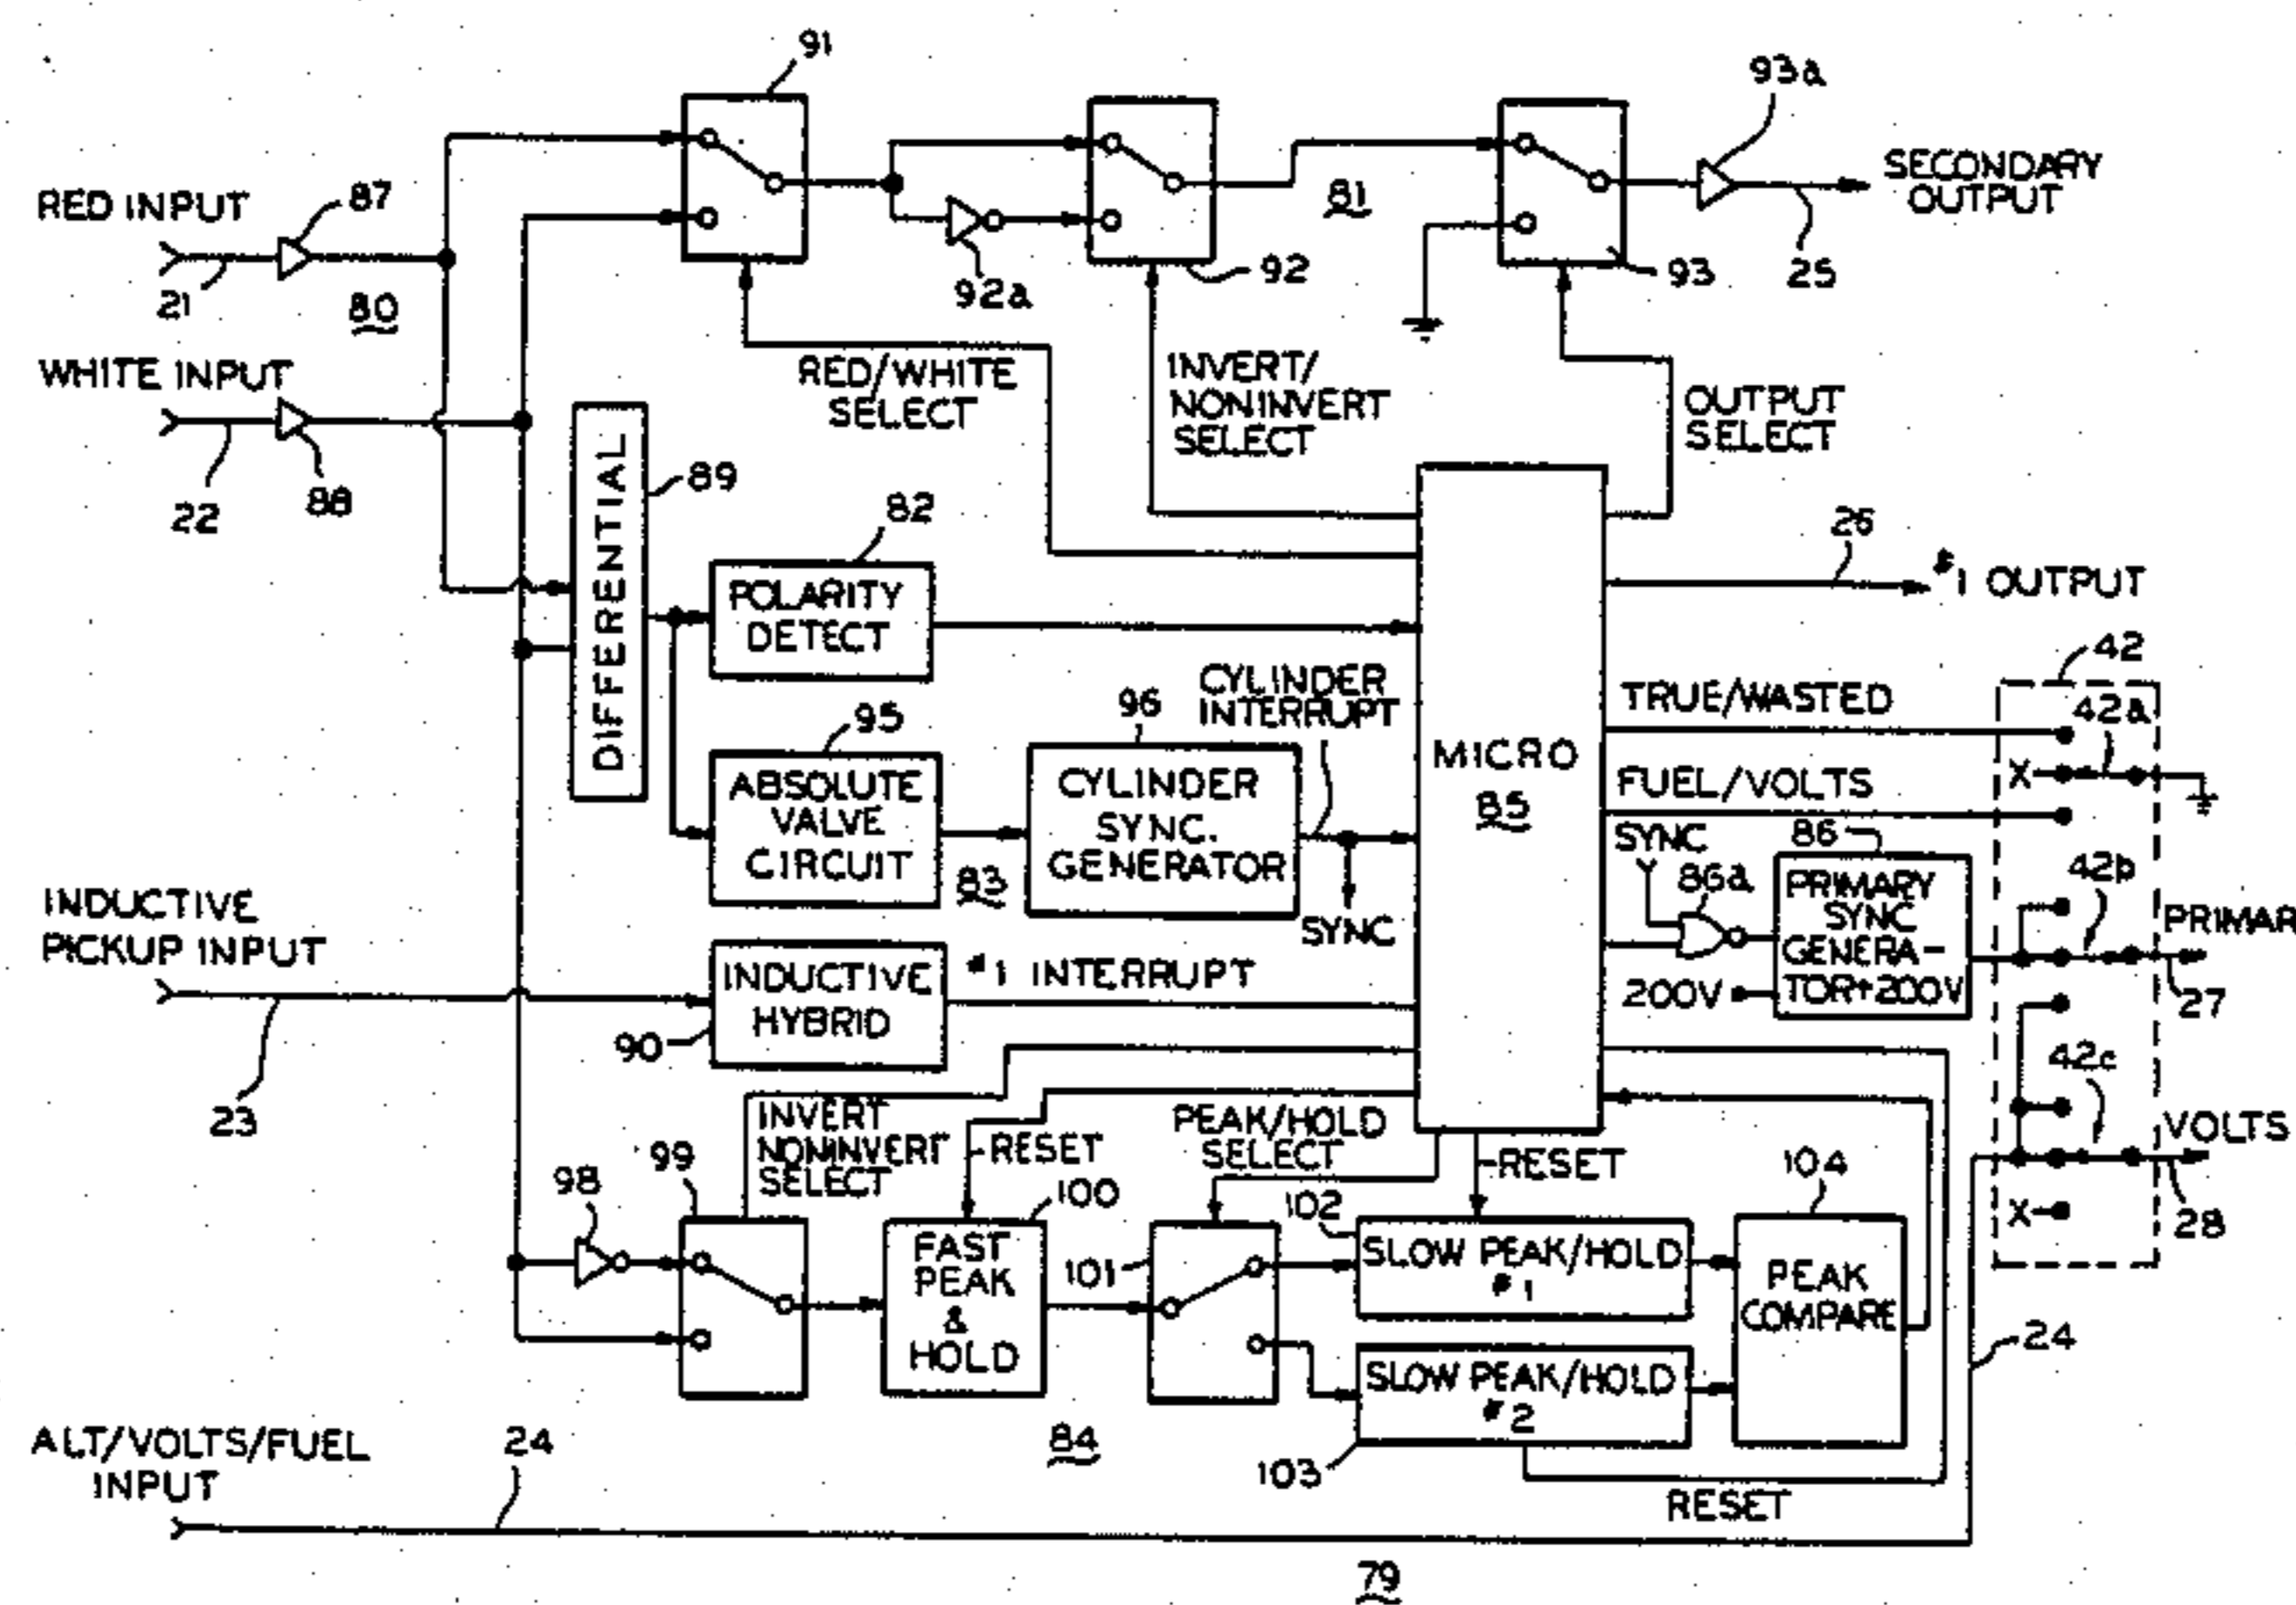 91
93a
RED INPUT
87
SECONDARY
OUTPUT
81
21
80
92a
92
93
25
WHITE INPUT
RED/WHITE
SELECT
INVERT/
NONINVERT
SELECT
OUTPUT
SELECT
22
88
DIFFERENTIAL
89
82
26
#1 OUTPUT
POLARITY
DETECT
42
CYLINDER
INTERRUPT
TRUE/WASTED
42a
95
96
MICRO
85
X
FUEL/VOLTS
ABSOLUTE
VALVE
CIRCUIT
83
CYLINDER
SYNC.
GENERATOR
SYNC
SYNC
86
86a
42b
PRIMARY
SYNC
GENERA-
TOR+200V
PRIMAR
INDUCTIVE
PICKUP INPUT
INDUCTIVE
HYBRID
#1 INTERRUPT
200V
27
90
42c
23
INVERT
NONINVERT
SELECT
RESET
PEAK/HOLD
SELECT
RESET
VOLTS
98
99
100
102
104
28
X
FAST
PEAK
&
HOLD
101
SLOW PEAK/HOLD
#1
PEAK
COMPARE
SLOW PEAK/HOLD
#2
24
ALT/VOLTS/FUEL
INPUT
24
84
103
RESET
79